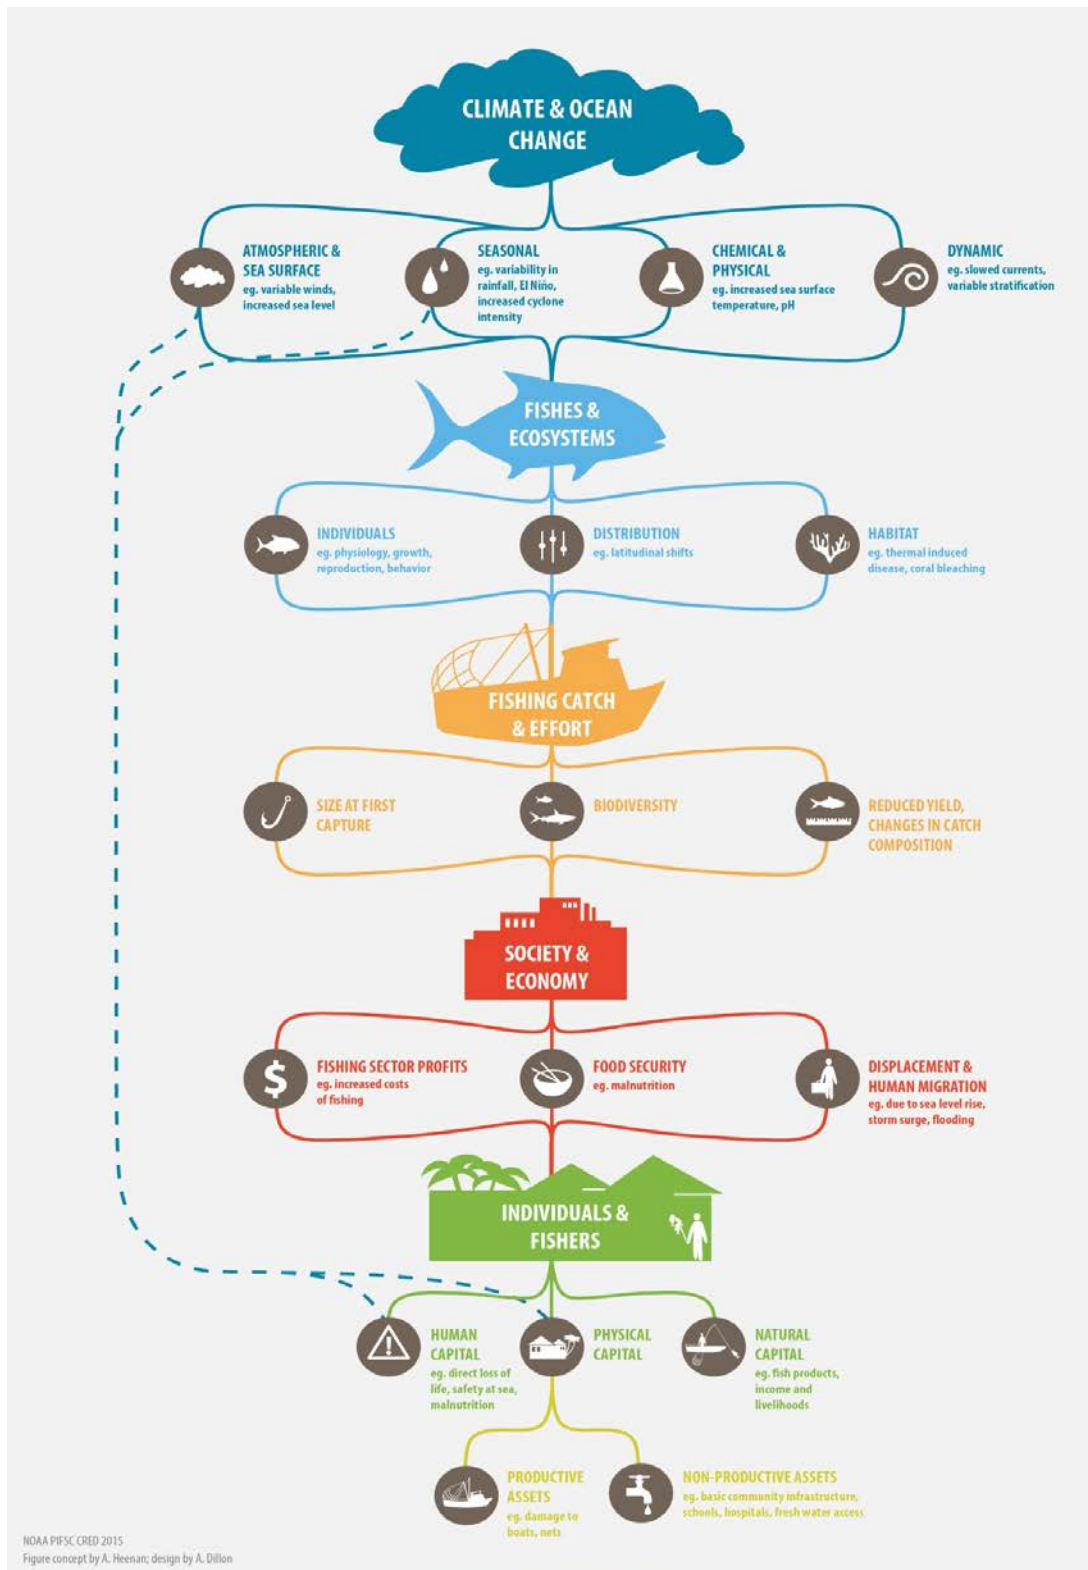 CLIMATE & OCEAN
CHANGE
ATMOSPHERIC &
SEA SURFACE
eg. variable winds,
increased sea level
SEASONAL
eg. variability in
rainfall, El Niño,
increased cyclone
intensity
CHEMICAL &
PHYSICAL
eg. increased sea surface
temperature, pH
DYNAMIC
eg. slowed currents,
variable stratification
FISHES &
ECOSYSTEMS
INDIVIDUALS
eg. physiology, growth,
reproduction, behavior
DISTRIBUTION
eg. latitudinal shifts
HABITAT
eg. thermal induced
disease, coral bleaching
FISHING CATCH
& EFFORT
SIZE AT FIRST
CAPTURE
BIODIVERSITY
REDUCED YIELD,
CHANGES IN CATCH
COMPOSITION
SOCIETY &
ECONOMY
$
FISHING SECTOR PROFITS
eg. increased costs
of fishing
FOOD SECURITY
eg. malnutrition
DISPLACEMENT &
HUMAN MIGRATION
eg. due to sea level rise,
storm surge, flooding
INDIVIDUALS &
FISHERS
HUMAN
CAPITAL
eg. direct loss of
life, safety at sea,
malnutrition
PHYSICAL
CAPITAL
NATURAL
CAPITAL
eg. fish products,
income and
livelihoods
PRODUCTIVE
ASSETS
eg. damage to
boats, nets
NON-PRODUCTIVE ASSETS
eg. basic community infrastructure,
schools, hospitals, fresh water access
NOAA PIFSC CRED 2015
Figure concept by A. Heenan; design by A. Dillon